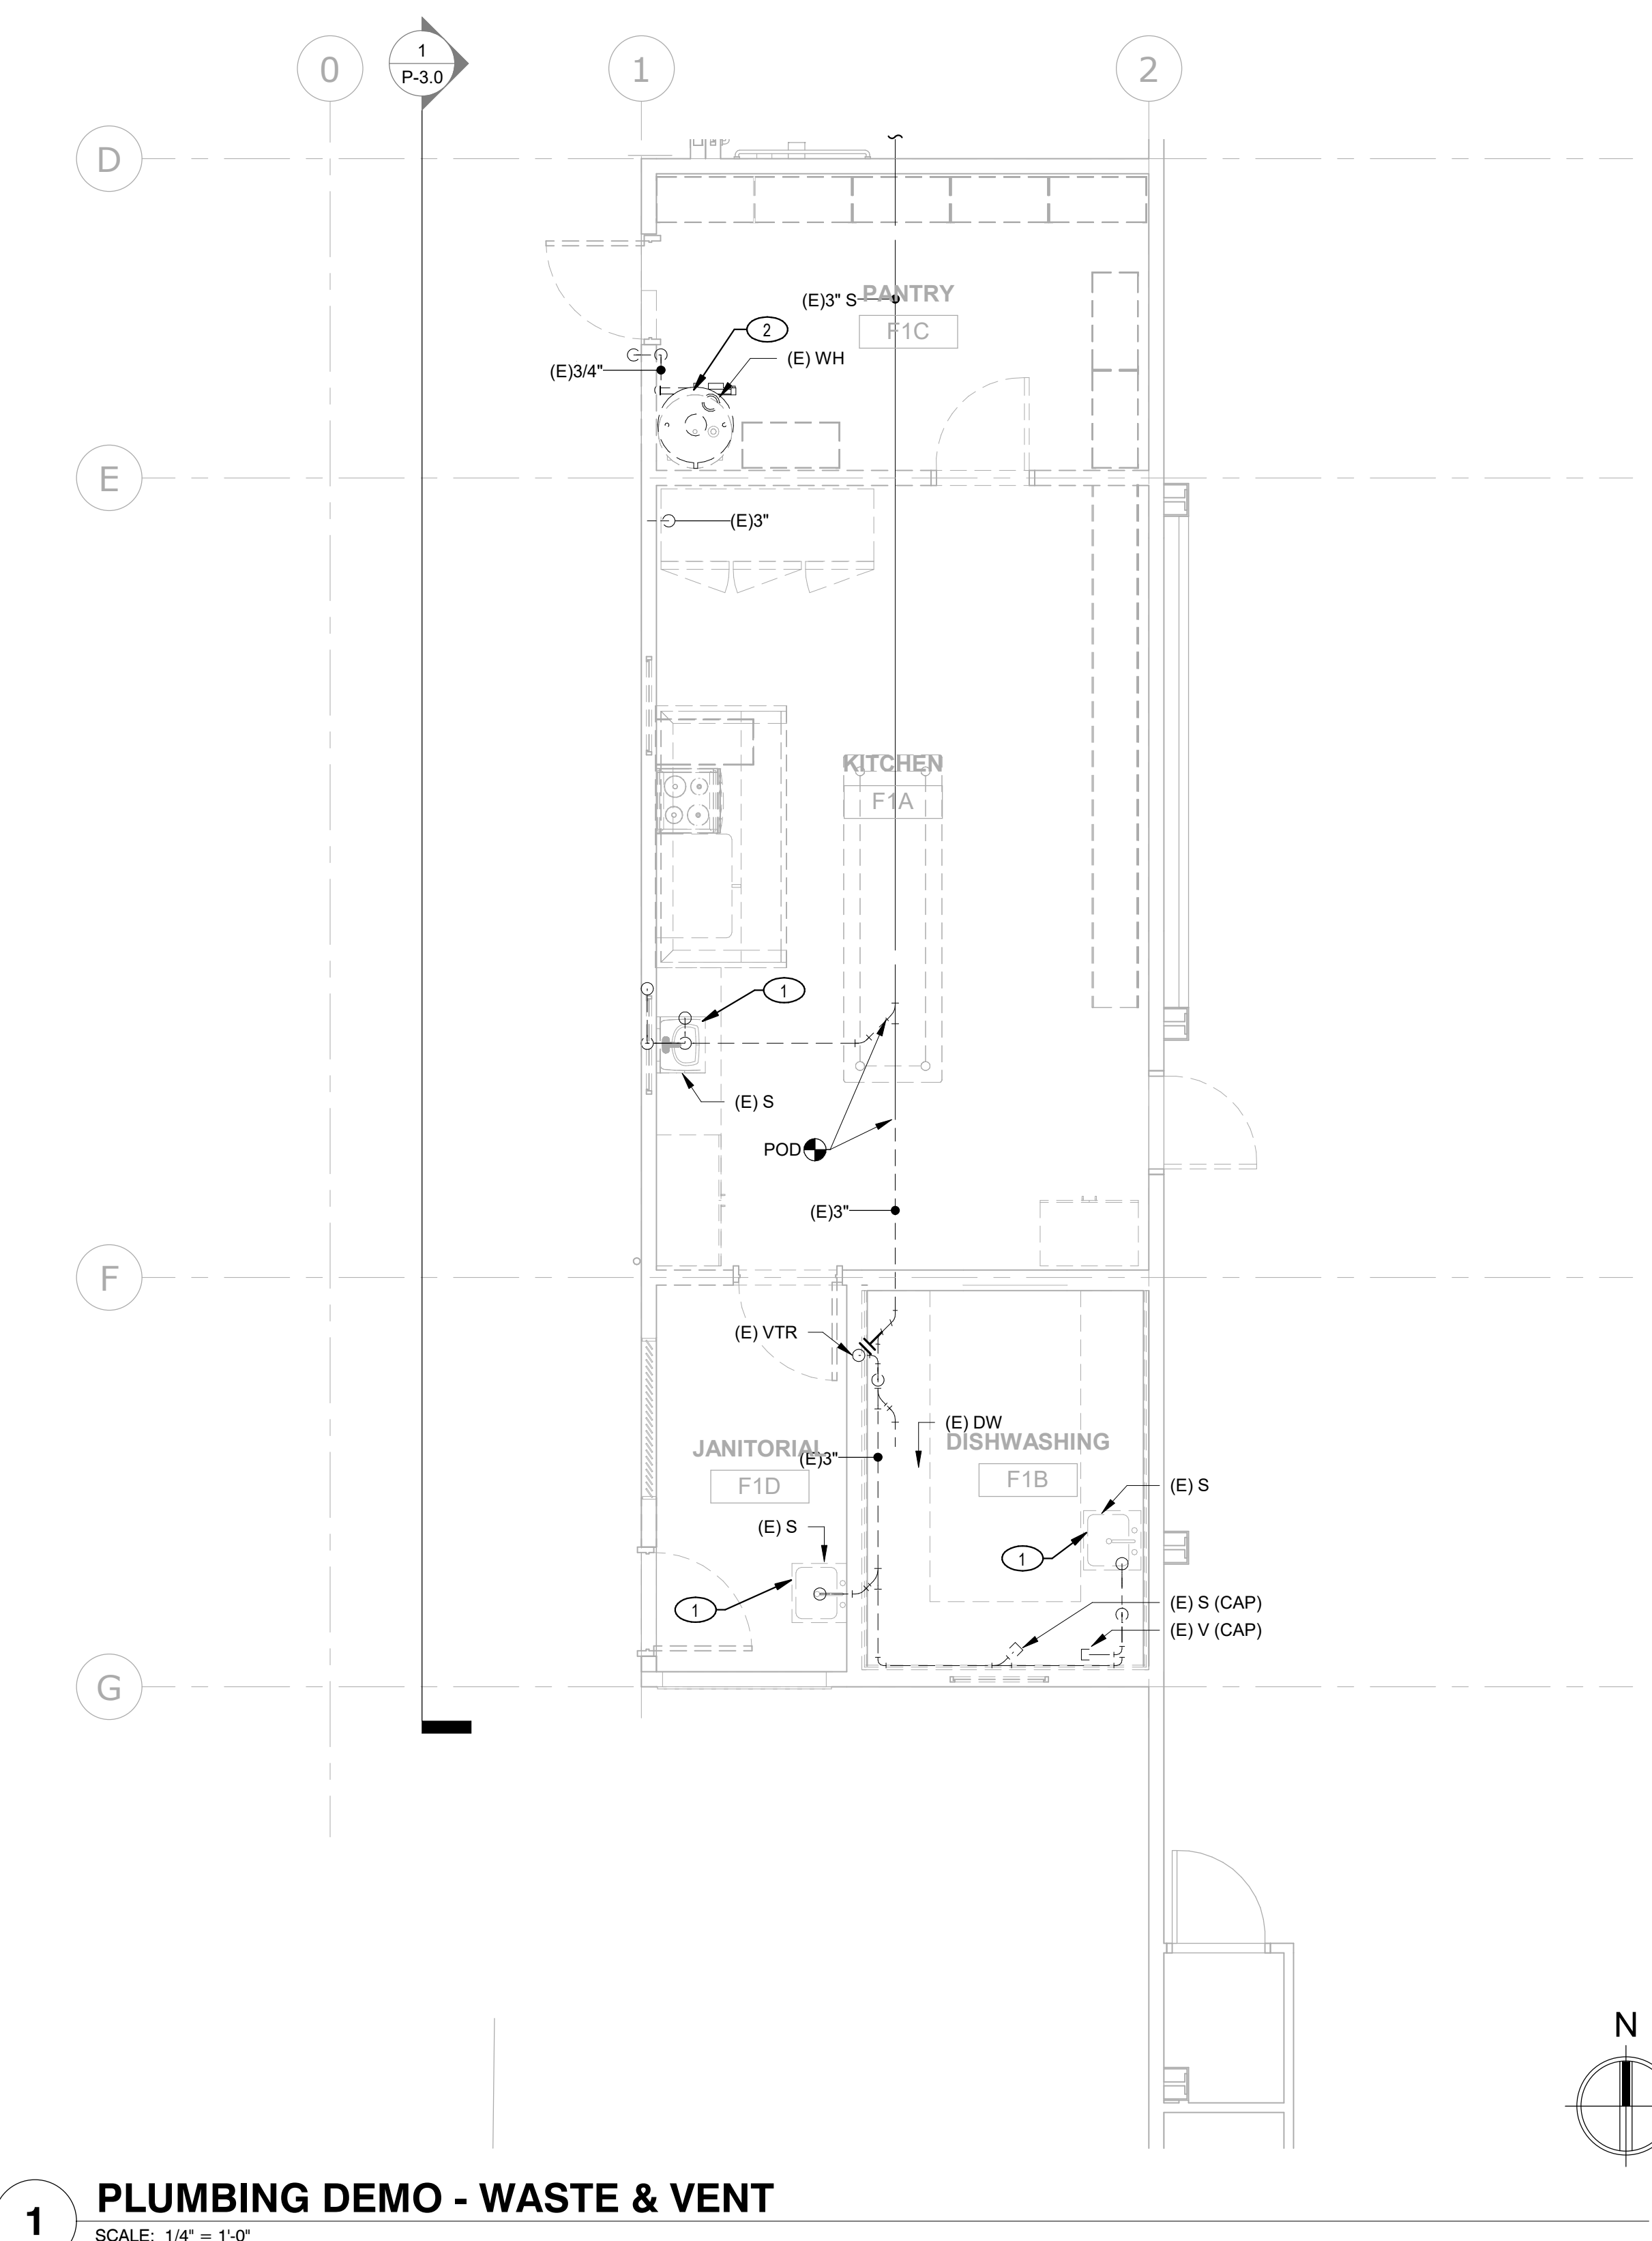 0
1
P-3.0
1
2
D
(E)3" S
PANTRY
F1C
2
(E) WH
(E)3/4"
E
(E)3"
KITCHEN
F1A
1
(E) S
POD
(E)3"
F
(E) VTR
(E) DW
JANITORIAL
DISHWASHING
(E)3"
F1D
F1B
(E) S
(E) S
1
1
(E) S (CAP)
(E) V (CAP)
G
N
1
PLUMBING DEMO - WASTE & VENT
SCALE: 1/4" = 1'-0"